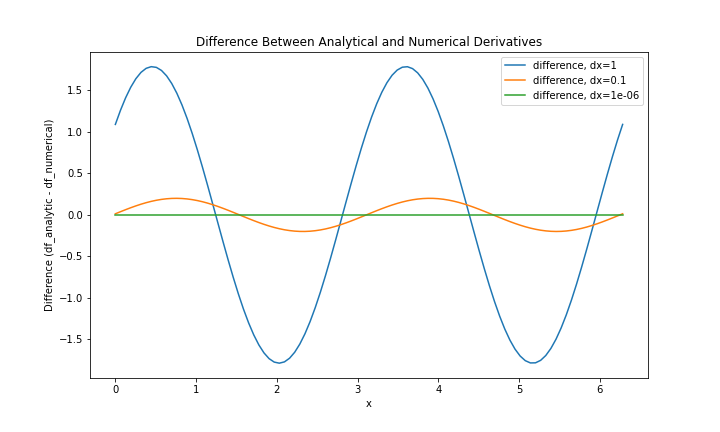 Difference Between Analytical and Numerical Derivatives
difference, dx=1
difference, dx=0.1
difference, dx=1e-06
Difference (df_analytic - df_numerical)
1.5
1.0
0.5
0.0
−0.5
−1.0
−1.5
0 1 2 3 4 5 6
x